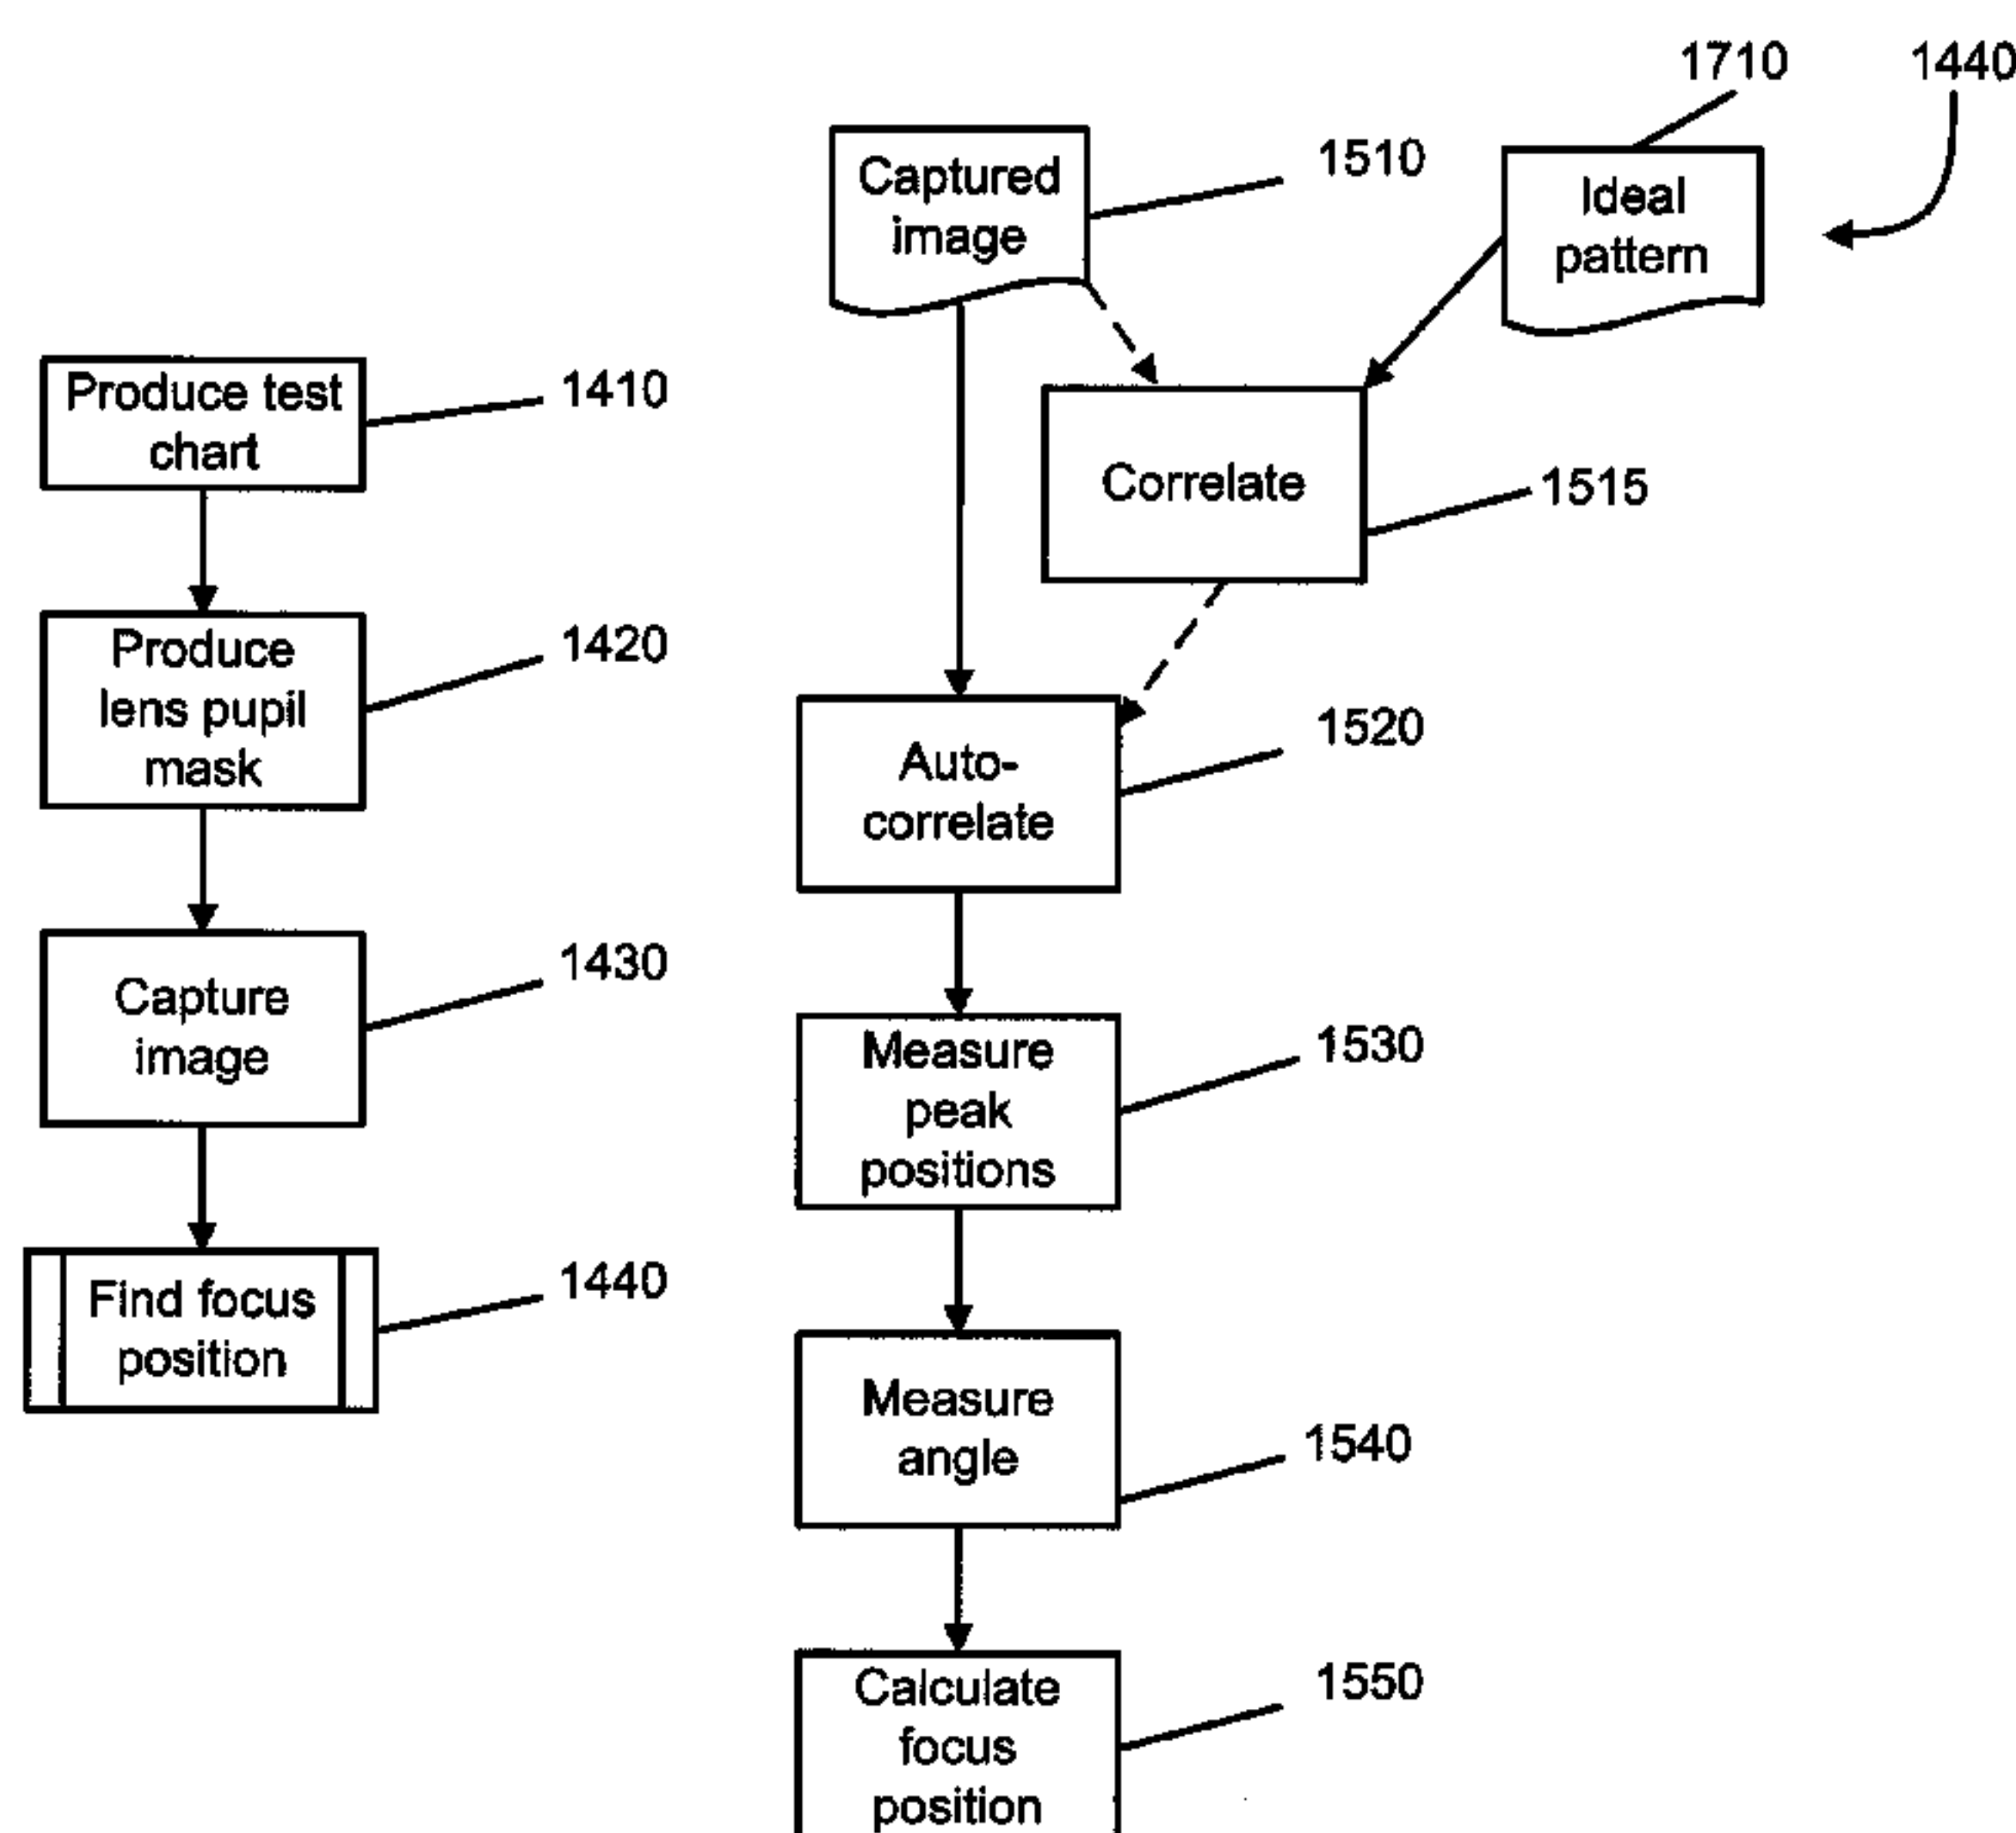 Produce test
chart
1410
Produce
lens pupil
mask
1420
Capture
image
1430
Find focus
position
1440
1710
1440
Captured
image
1510
Ideal
pattern
Correlate
1515
Auto-
correlate
1520
Measure
peak
positions
1530
Measure
angle
1540
Calculate
focus
position
1550